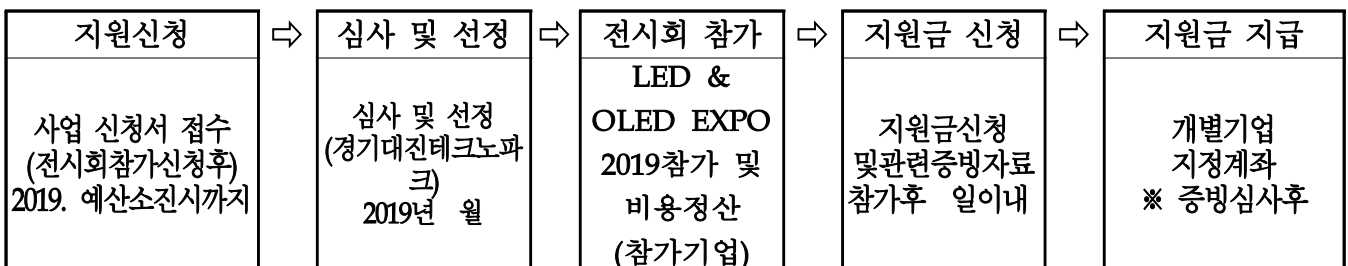 지원신청 ⇨ 심사 및 선정 ⇨ 전시회 참가 ⇨ 지원금 신청 ⇨ 지원금 지급
사업 신청서 접수
(전시회참가신청후)
2019. 예산소진시까지
심사 및 선정
(경기대진테크노파
크)
2019년 월
LED &
OLED EXPO
2019참가 및
비용정산
(참가기업)
지원금신청
및관련증빙자료
참가후 일이내
개별기업
지정계좌
※ 증빙심사후